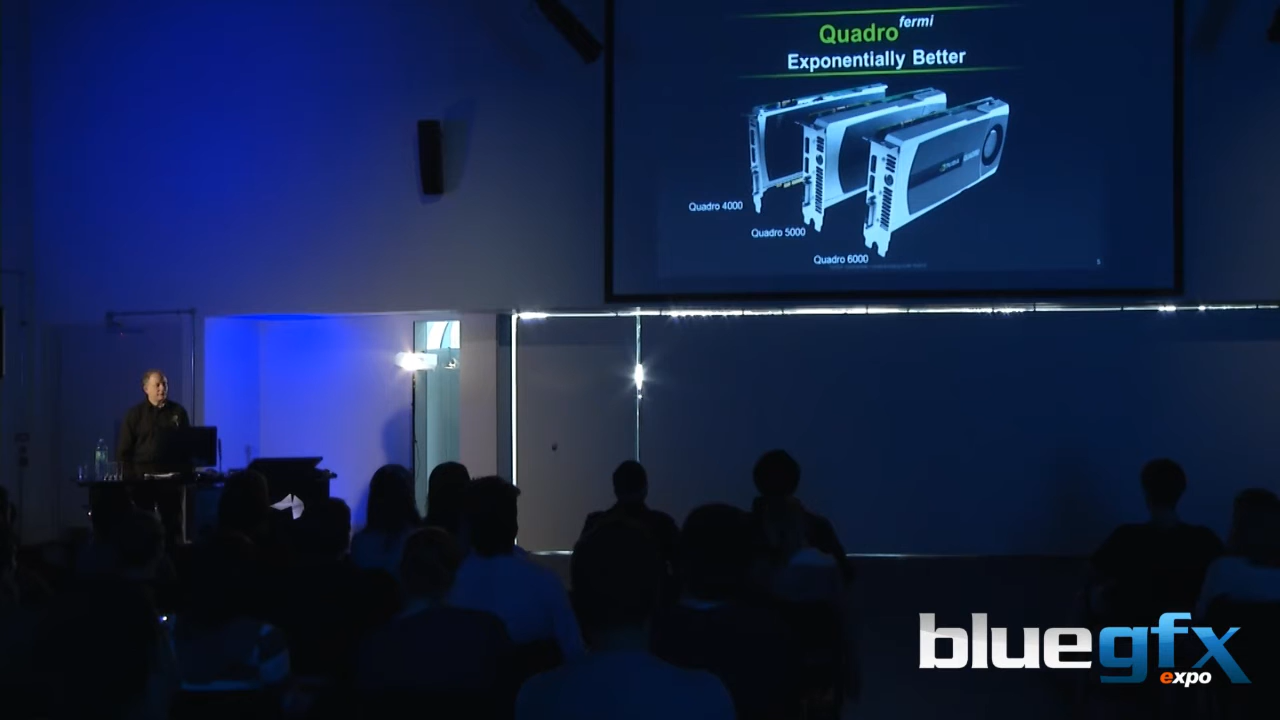 Quadro fermi
Exponentially Better
Quadro 4000
Quadro 5000
Quadro 6000
bluegfx
expo